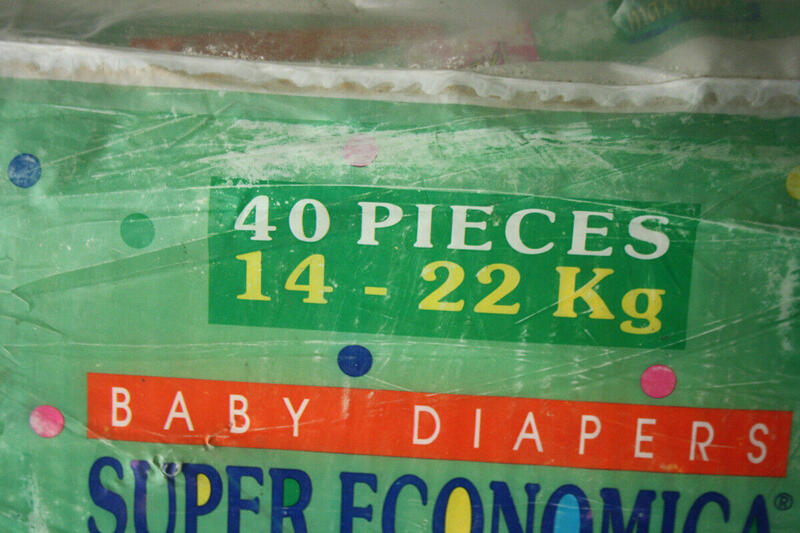 40 PIECES
14 - 22 Kg
BABY DIAPERS
SUPER ECONOMICA®